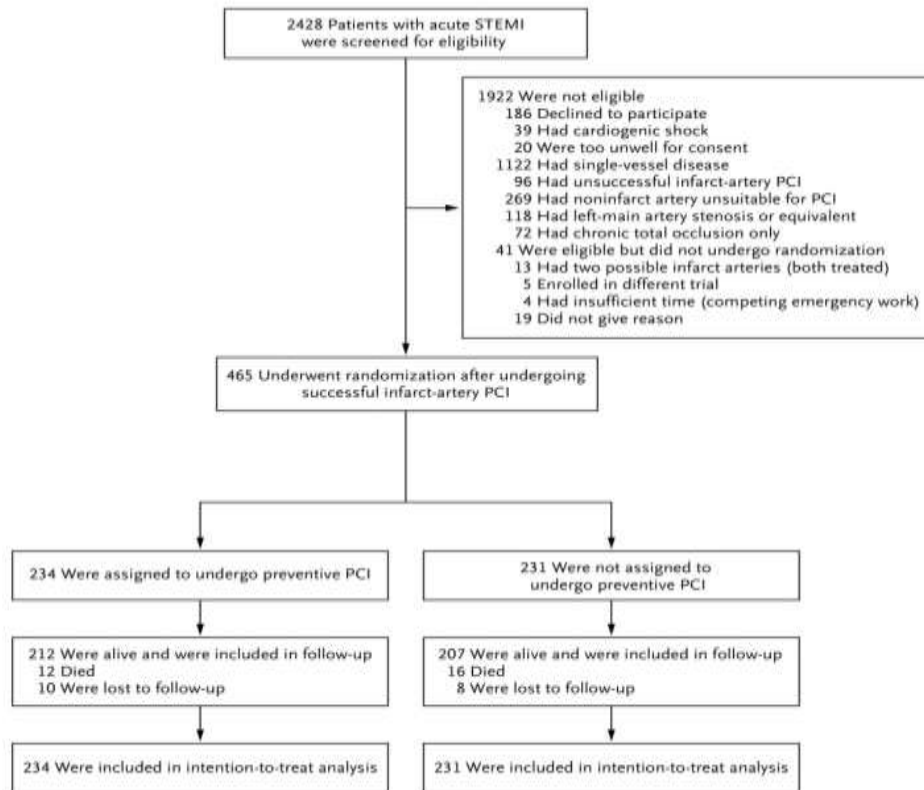 2428 Patients with acute STEMI
were screened for eligibility
1922 Were not eligible
186 Declined to participate
39 Had cardiogenic shock
20 Were too unwell for consent
1122 Had single-vessel disease
96 Had unsuccessful infarct-artery PCI
269 Had noninfarct artery unsuitable for PCI
118 Had left-main artery stenosis or equivalent
72 Had chronic total occlusion only
41 Were eligible but did not undergo randomization
13 Had two possible infarct arteries (both treated)
5 Enrolled in different trial
4 Had insufficient time (competing emergency work)
19 Did not give reason
465 Underwent randomization after undergoing
successful infarct-artery PCI
234 Were assigned to undergo preventive PCI
231 Were not assigned to
undergo preventive PCI
212 Were alive and were included in follow-up
12 Died
10 Were lost to follow-up
207 Were alive and were included in follow-up
16 Died
8 Were lost to follow-up
234 Were included in intention-to-treat analysis
231 Were included in intention-to-treat analysis